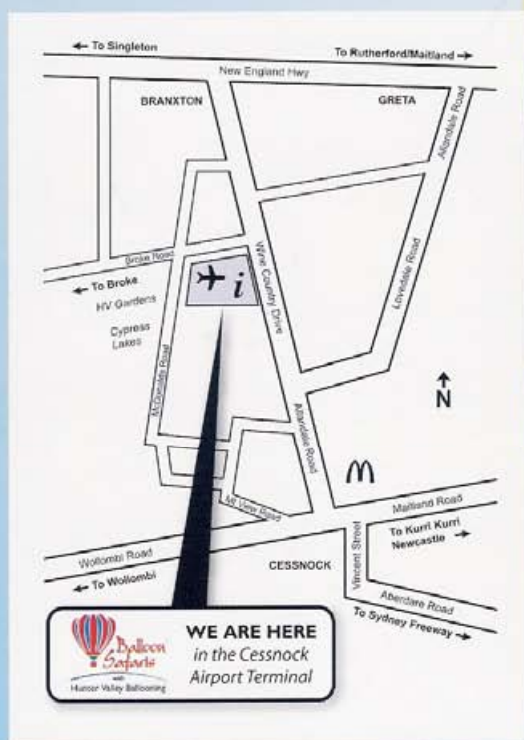 ← To Singleton
To Rutherford/Maitland →
New England Hwy
BRANXTON
GRETA
Allandale Road
Broke Road
Wine Country Drive
Lovedale Road
← To Broke
i
HV Gardens
Cypress
Lakes
McDonalds Road
↑
N
Allandale Road
Mt View Road
Maitland Road
Wollombi Road
To Kurri Kurri
Newcastle →
Vincent Street
CESSNOCK
← To Wollombi
Aberdare Road
To Sydney Freeway →
Balloon
Safaris
with
Hunter Valley Ballooning
WE ARE HERE
in the Cessnock
Airport Terminal